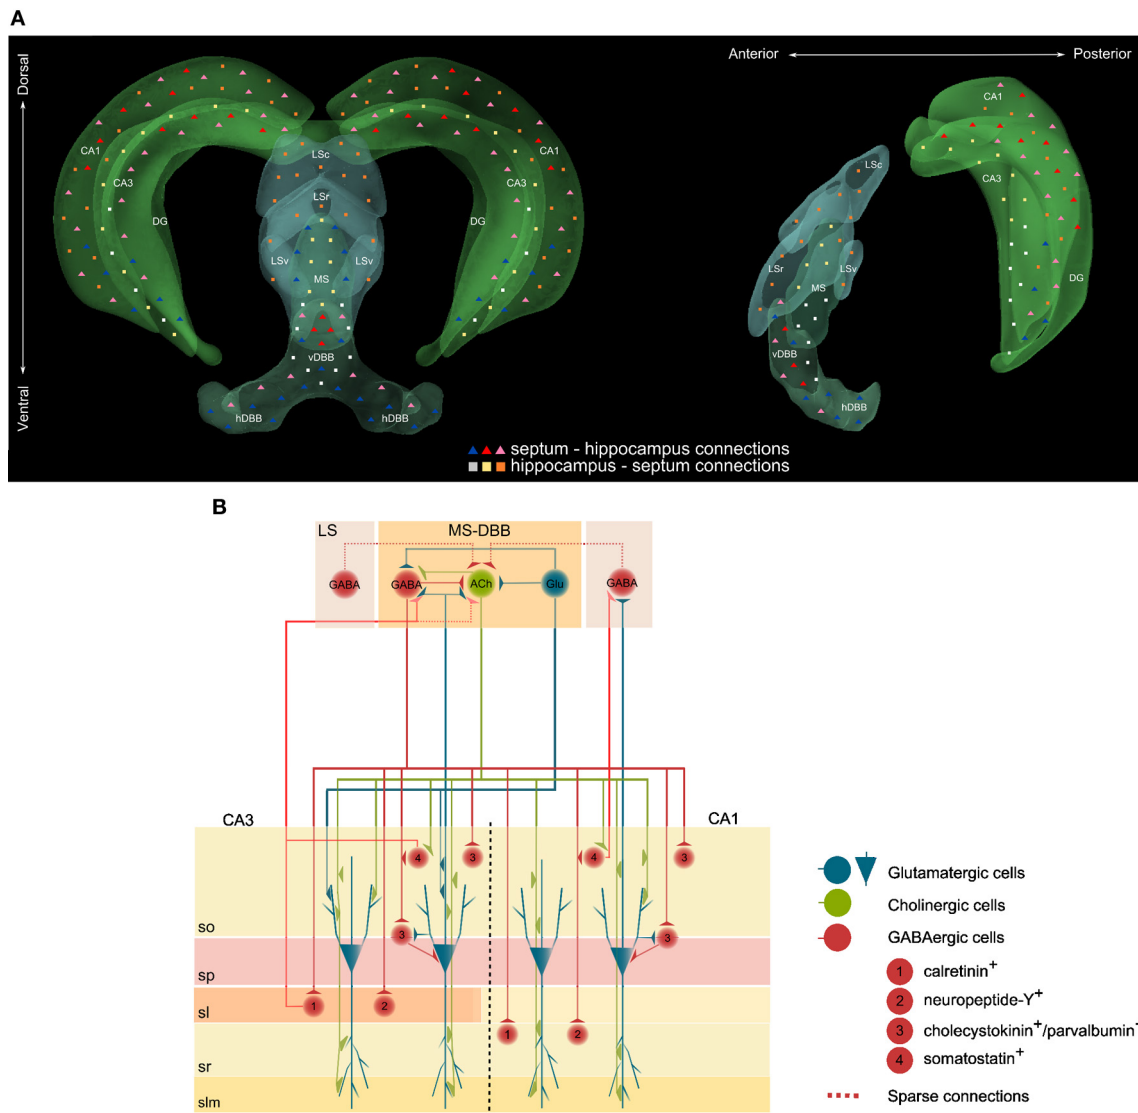 A
Dorsal
Ventral
Anterior
Posterior
CA1
CA3
DG
LSc
LSr
LSv
MS
LSv
vDBB
hDBB
hDBB
CA1
CA3
DG
LSc
LSr
LSv
MS
vDBB
hDBB
CA1
CA3
DG
septum - hippocampus connections
hippocampus - septum connections
B
LS
MS-DBB
GABA
GABA
ACh
Glu
GABA
CA3
CA1
4
3
4
3
so
3
3
sp
1
2
sl
1
2
sr
slm
Glutamatergic cells
Cholinergic cells
GABAergic cells
1 calretinin⁺
2 neuropeptide-Y⁺
3 cholecystokinin⁺/parvalbumin⁺
4 somatostatin⁺
Sparse connections